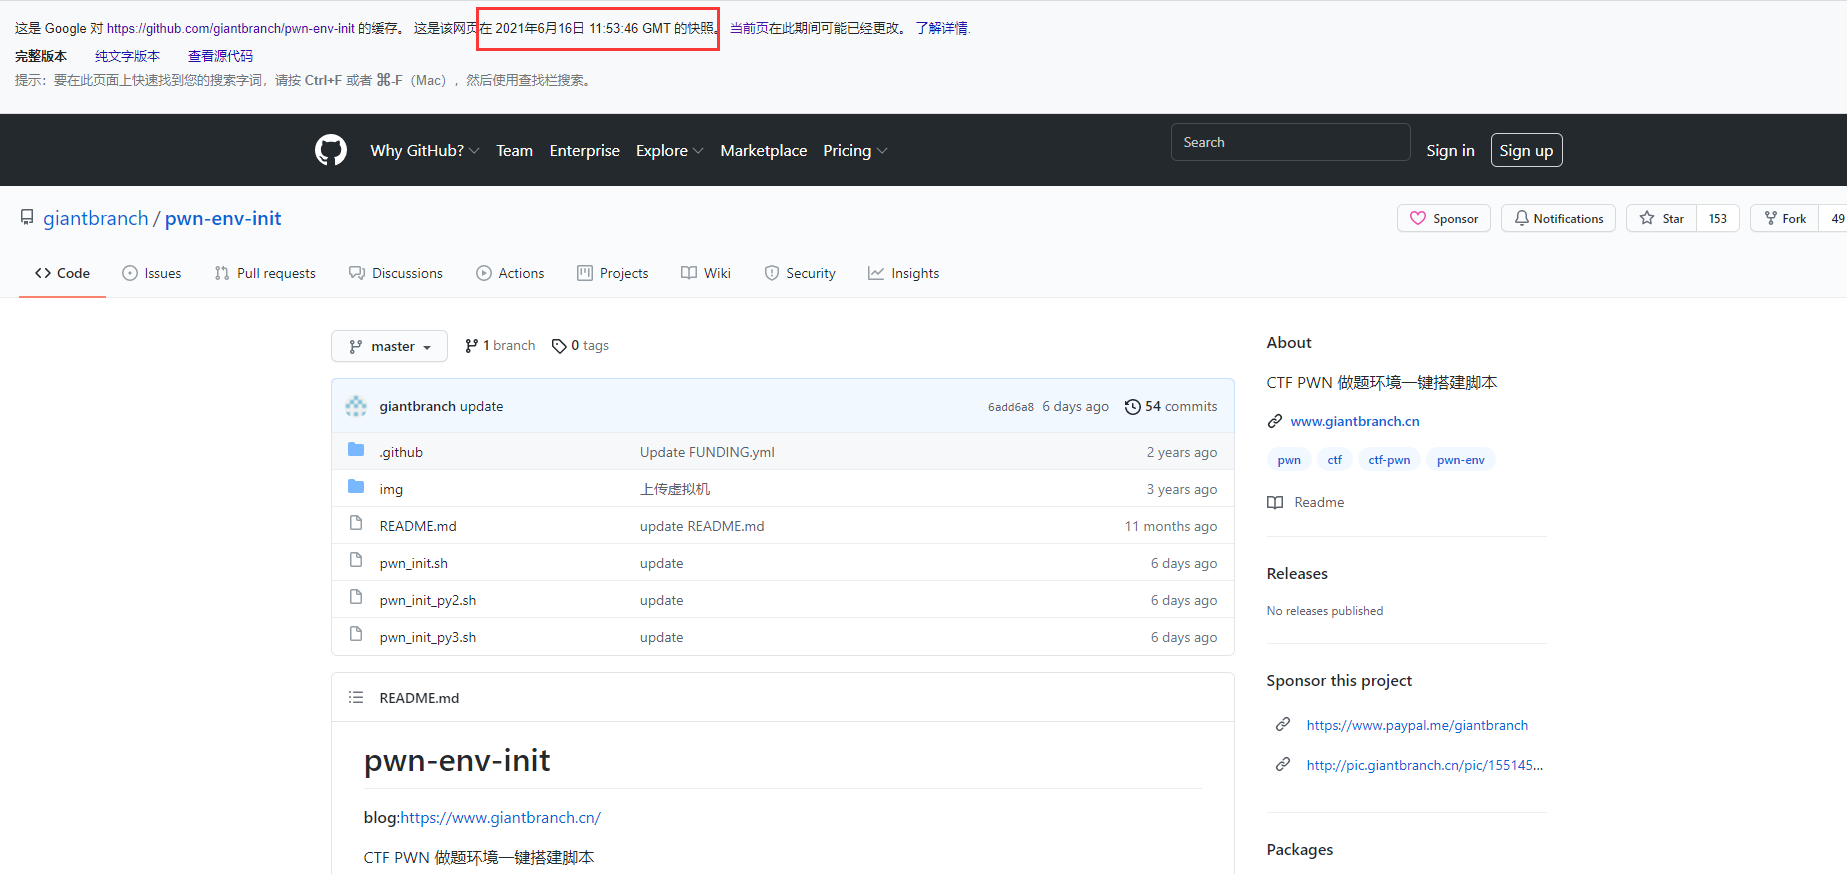 这是 Google 对 https://github.com/giantbranch/pwn-env-init 的缓存。 这是该网页在 2021年6月16日 11:53:46 GMT 的快照。 当前页在此期间可能已经更改。 了解详情.
完整版本 纯文字版本 查看源代码
提示：要在此页面上快速找到您的搜索字词，请按 Ctrl+F 或者 ⌘-F（Mac），然后使用查找栏搜索。
Why GitHub? Team Enterprise Explore Marketplace Pricing Search Sign in Sign up
giantbranch / pwn-env-init Sponsor Notifications Star 153 Fork 49
Code Issues Pull requests Discussions Actions Projects Wiki Security Insights
master 1 branch 0 tags
giantbranch update 6add6a8 6 days ago 54 commits
.github Update FUNDING.yml 2 years ago
img 上传虚拟机 3 years ago
README.md update README.md 11 months ago
pwn_init.sh update 6 days ago
pwn_init_py2.sh update 6 days ago
pwn_init_py3.sh update 6 days ago
README.md
pwn-env-init
blog:https://www.giantbranch.cn/
CTF PWN 做题环境一键搭建脚本
About
CTF PWN 做题环境一键搭建脚本
www.giantbranch.cn
pwn ctf ctf-pwn pwn-env
Readme
Releases
No releases published
Sponsor this project
https://www.paypal.me/giantbranch
http://pic.giantbranch.cn/pic/155145...
Packages